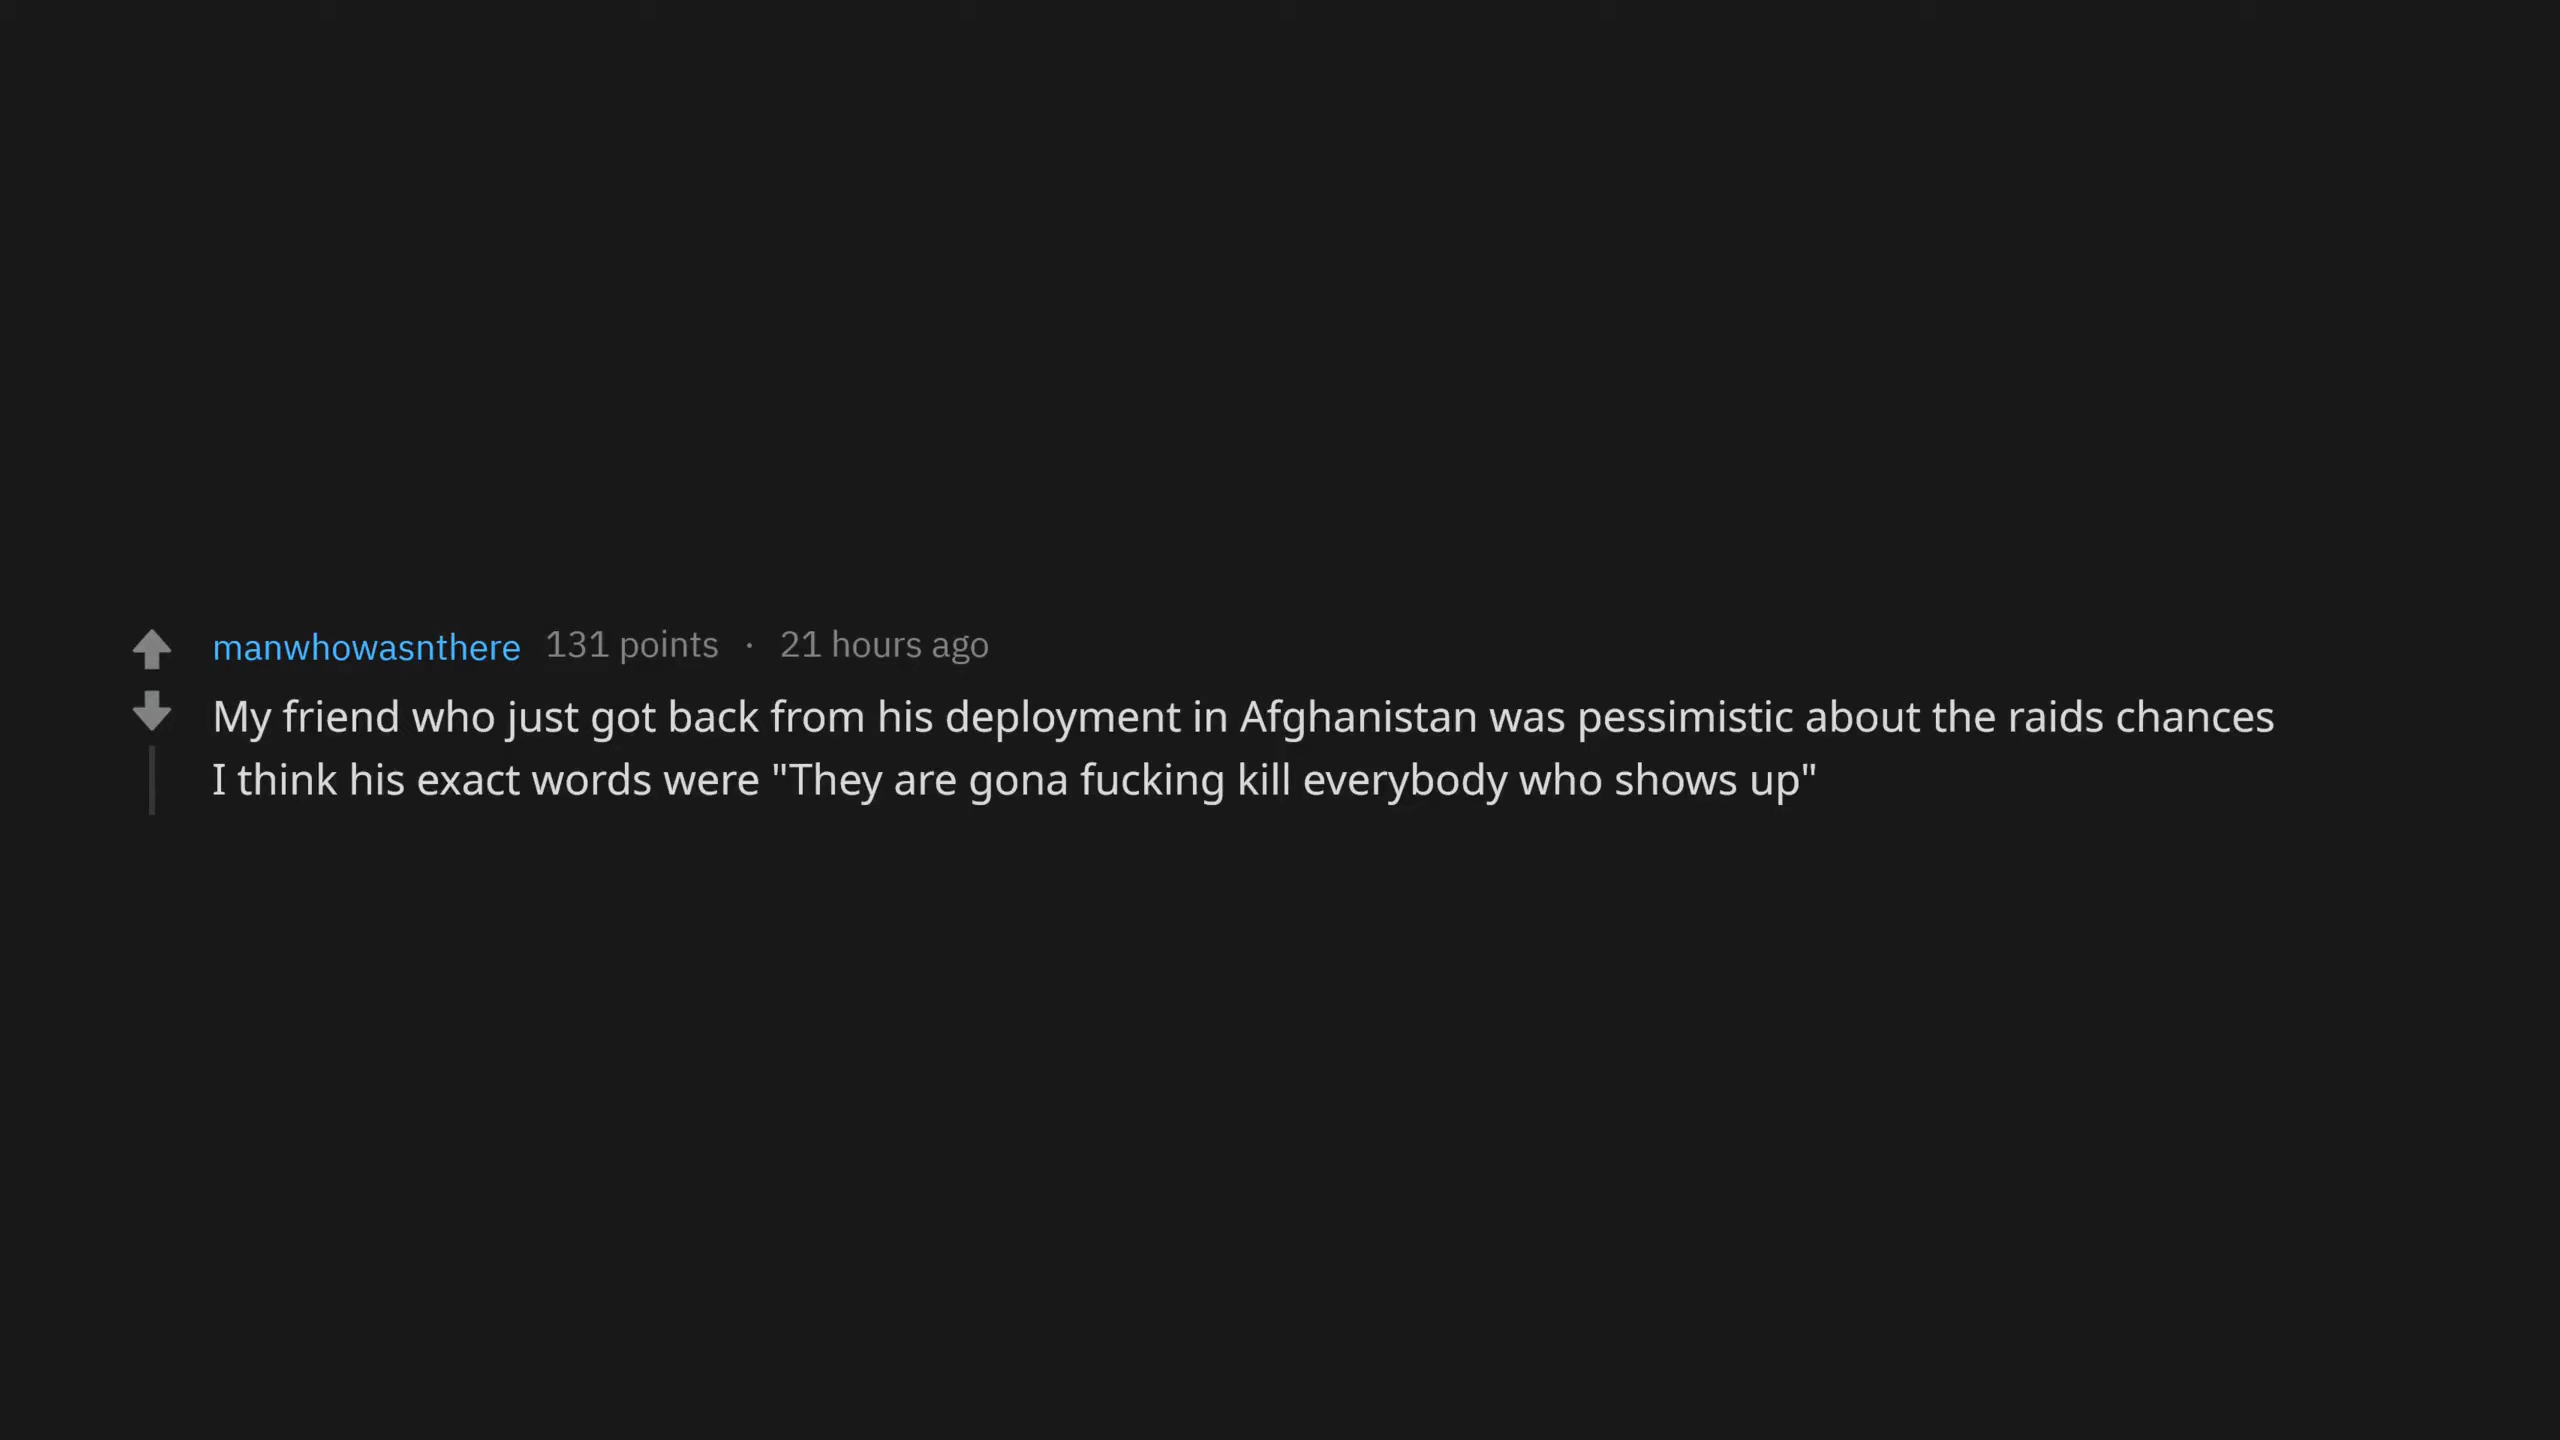 manwhowasnthere 131 points · 21 hours ago
My friend who just got back from his deployment in Afghanistan was pessimistic about the raids chances
I think his exact words were "They are gona fucking kill everybody who shows up"